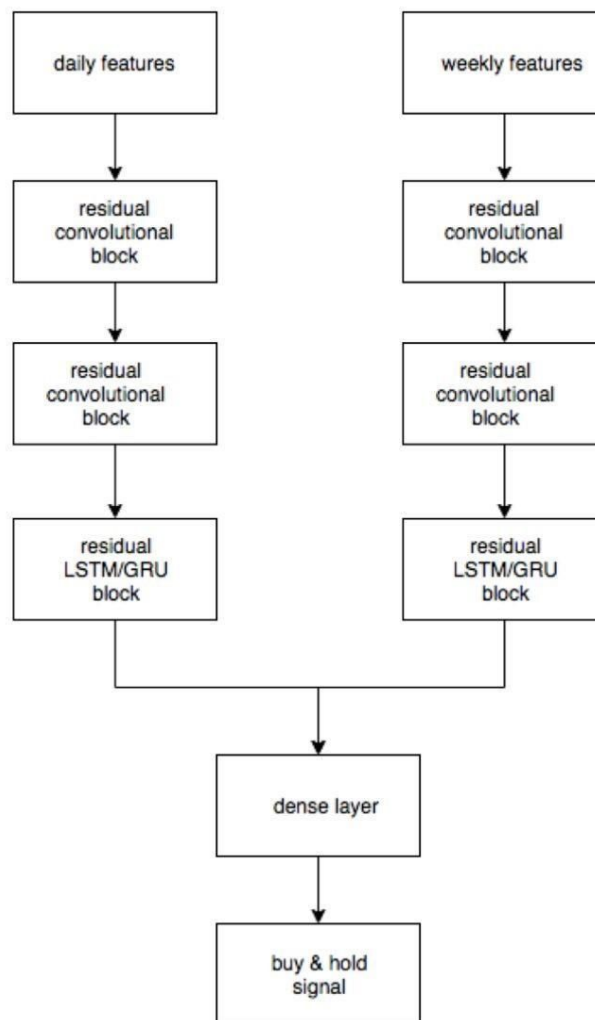 daily features
weekly features
residual
convolutional
block
residual
convolutional
block
residual
convolutional
block
residual
convolutional
block
residual
LSTM/GRU
block
residual
LSTM/GRU
block
dense layer
buy & hold
signal